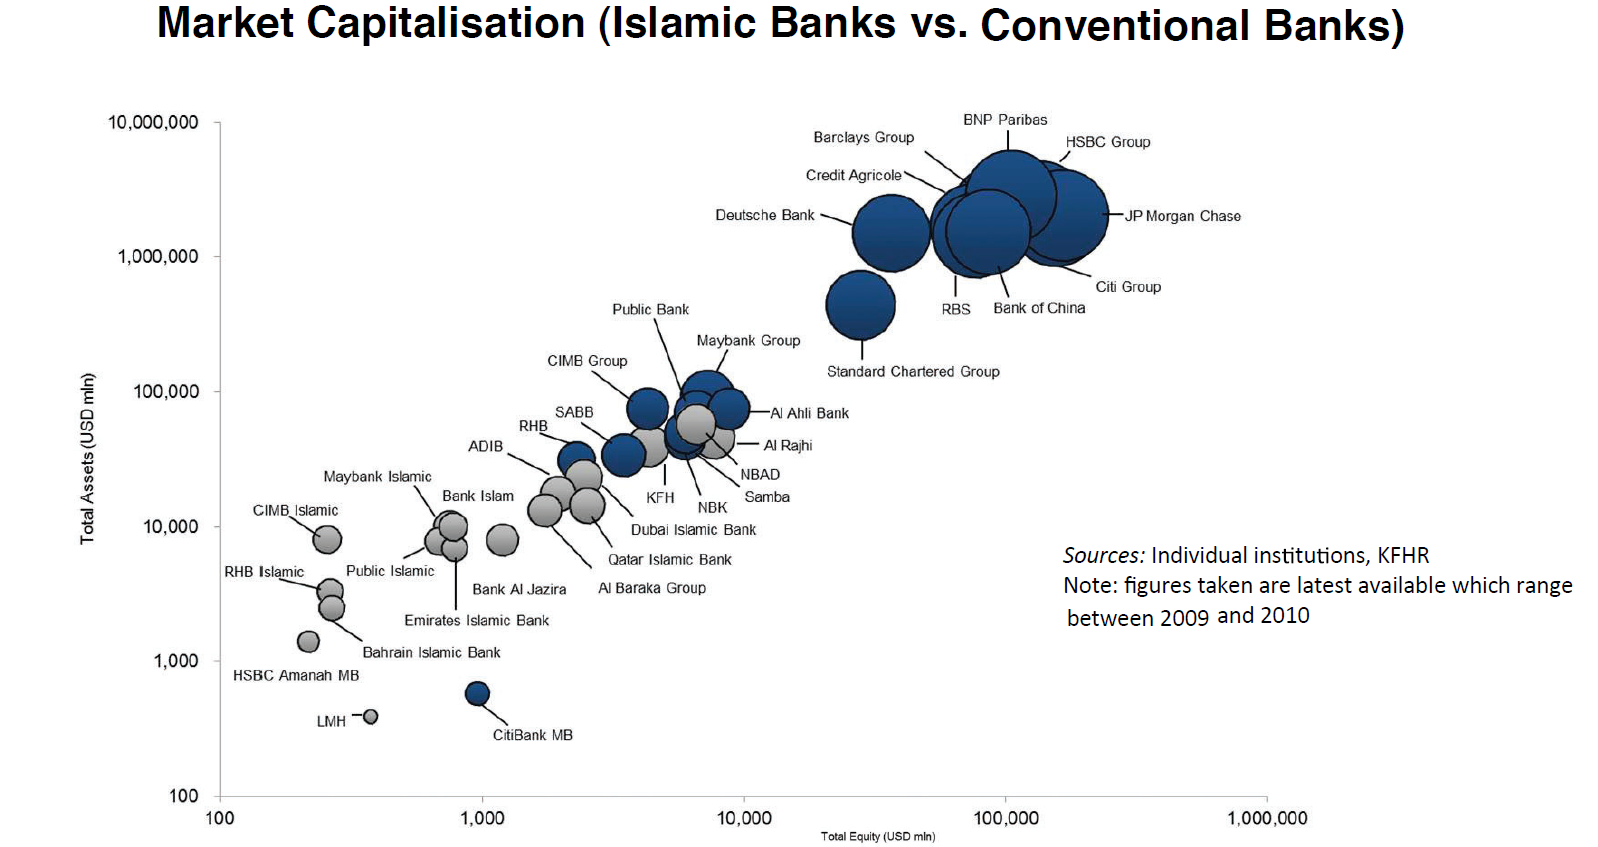 Market Capitalisation (Islamic Banks vs. Conventional Banks)
10,000,000
1,000,000
100,000
10,000
1,000
100
Total Assets (USD mln)
BNP Paribas
Barclays Group
HSBC Group
Credit Agricole
Deutsche Bank
JP Morgan Chase
Citi Group
RBS
Bank of China
Standard Chartered Group
Public Bank
Maybank Group
CIMB Group
SABB
Al Ahli Bank
RHB
ADIB
Al Rajhi
NBAD
Maybank Islamic
Bank Islam
KFH
Samba
NBK
CIMB Islamic
Dubai Islamic Bank
Qatar Islamic Bank
RHB Islamic
Public Islamic
Bank Al Jazira
Al Baraka Group
Emirates Islamic Bank
Bahrain Islamic Bank
HSBC Amanah MB
LMH
CitiBank MB
Sources: Individual institutions, KFHR
Note: figures taken are latest available which range
between 2009 and 2010
100
1,000
10,000
100,000
1,000,000
Total Equity (USD mln)